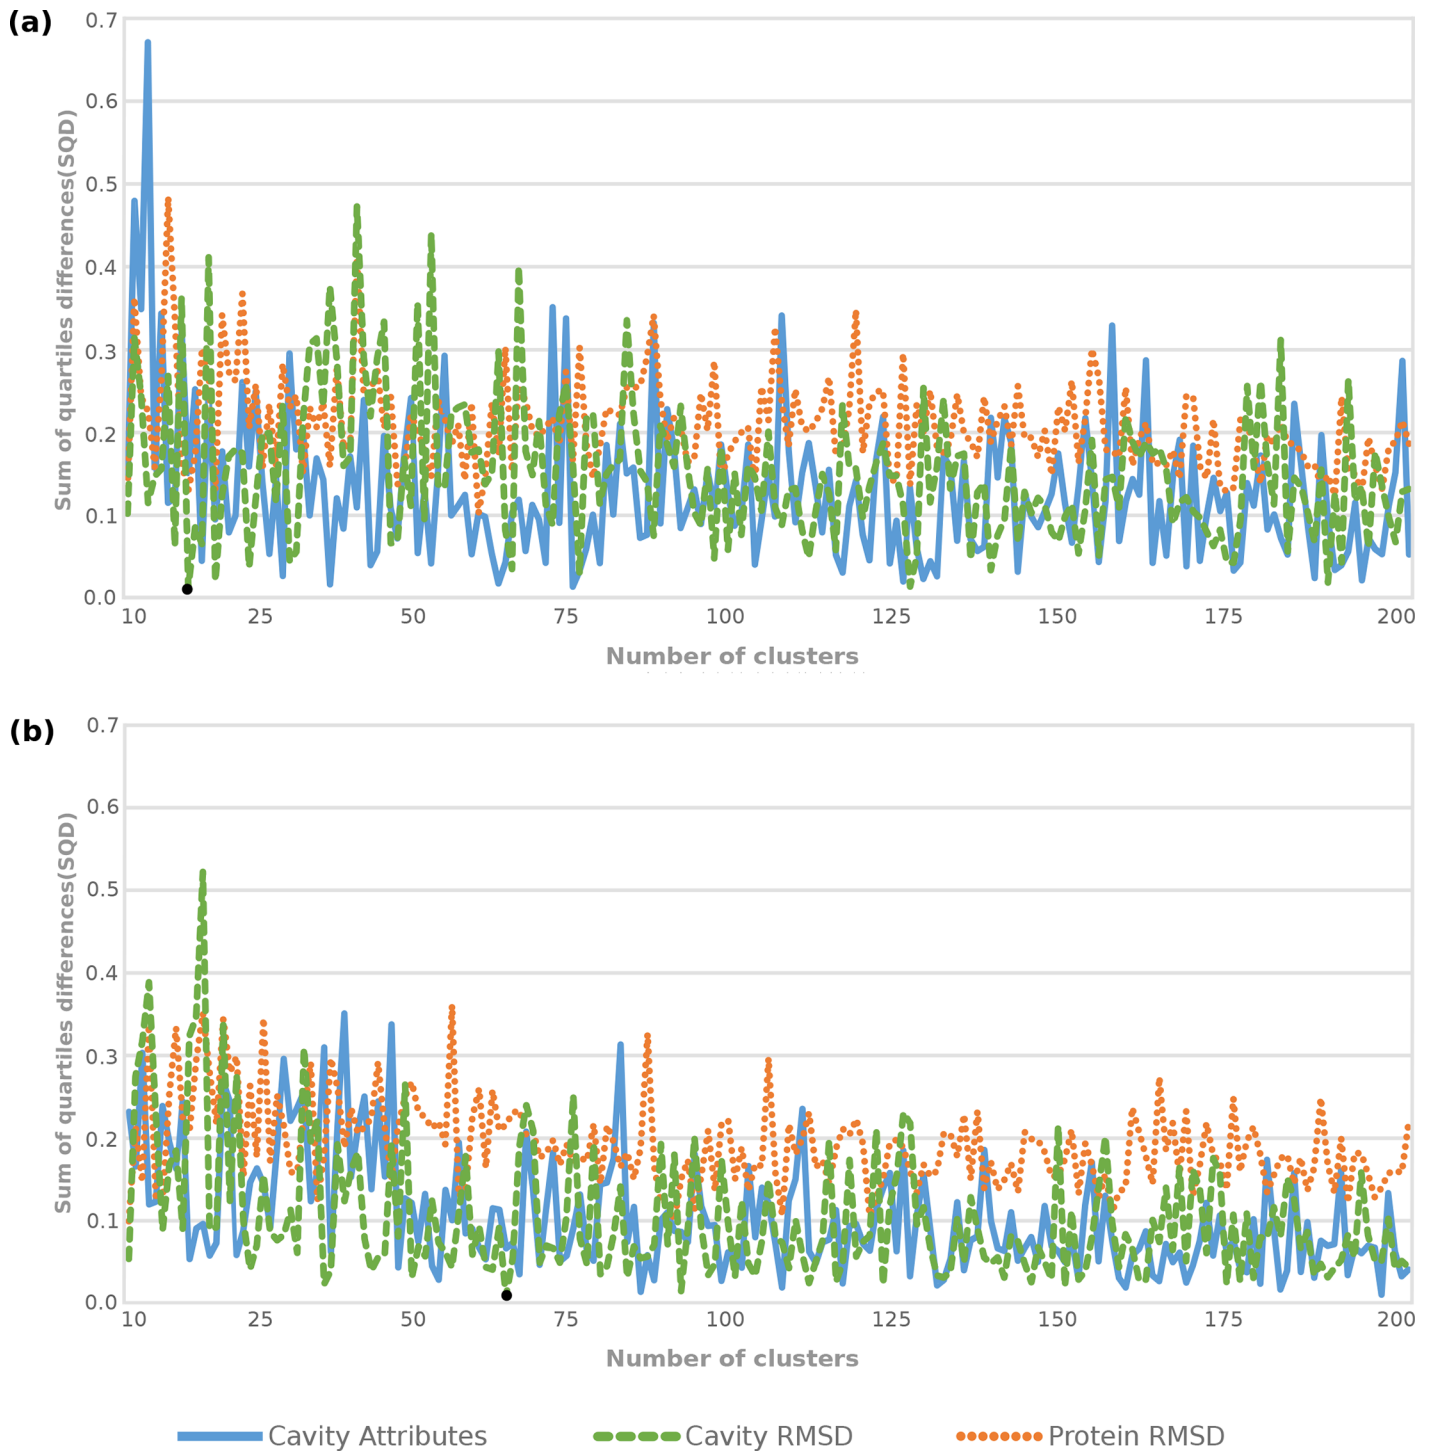 (a)
0.7
0.6
0.5
0.4
0.3
0.2
0.1
0.0
Sum of quartiles differences(SQD)
10 25 50 75 100 125 150 175 200
Number of clusters
(b)
0.7
0.6
0.5
0.4
0.3
0.2
0.1
0.0
Sum of quartiles differences(SQD)
10 25 50 75 100 125 150 175 200
Number of clusters
Cavity Attributes Cavity RMSD Protein RMSD